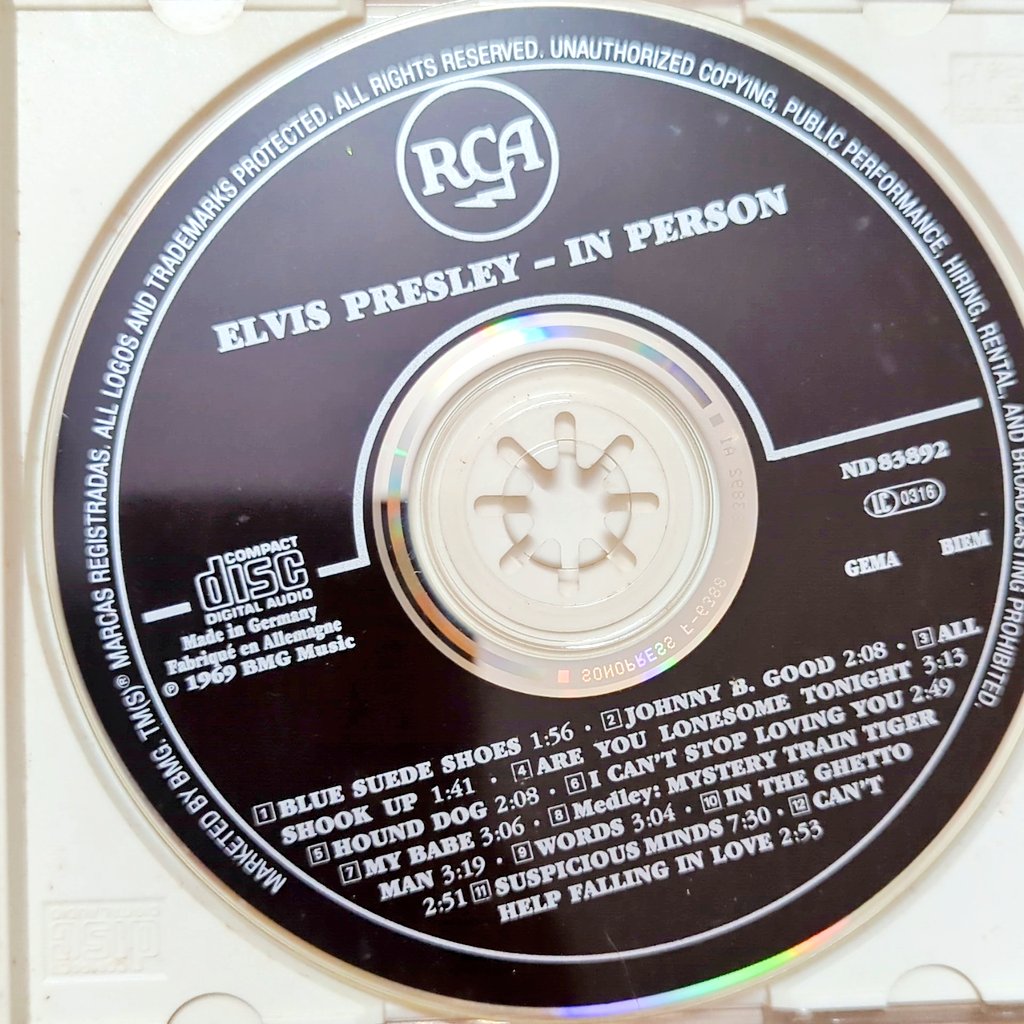 MARKETED BY BMG. TM(S)® MARCAS REGISTRADAS. ALL LOGOS AND TRADEMARKS PROTECTED. ALL RIGHTS RESERVED. UNAUTHORIZED COPYING, PUBLIC PERFORMANCE, HIRING, RENTAL, AND BROADCASTING PROHIBITED.
RCA
ELVIS PRESLEY – IN PERSON
ND 83892
LC 0316
GEMA BIEM
COMPACT
disc
DIGITAL AUDIO
Made in Germany
Fabriqué en Allemagne
℗ 1969 BMG Music
SONOPRESS F-6388
1 BLUE SUEDE SHOES 1:56 · 2 JOHNNY B. GOOD 2:08 · 3 ALL
SHOOK UP 1:41 · 4 ARE YOU LONESOME TONIGHT 3:13
5 HOUND DOG 2:08 · 6 I CAN'T STOP LOVING YOU 2:49
7 MY BABE 3:06 · 8 Medley: MYSTERY TRAIN TIGER
MAN 3:19 · 9 WORDS 3:04 · 10 IN THE GHETTO
2:51 11 SUSPICIOUS MINDS 7:30 · 12 CAN'T
HELP FALLING IN LOVE 2:53